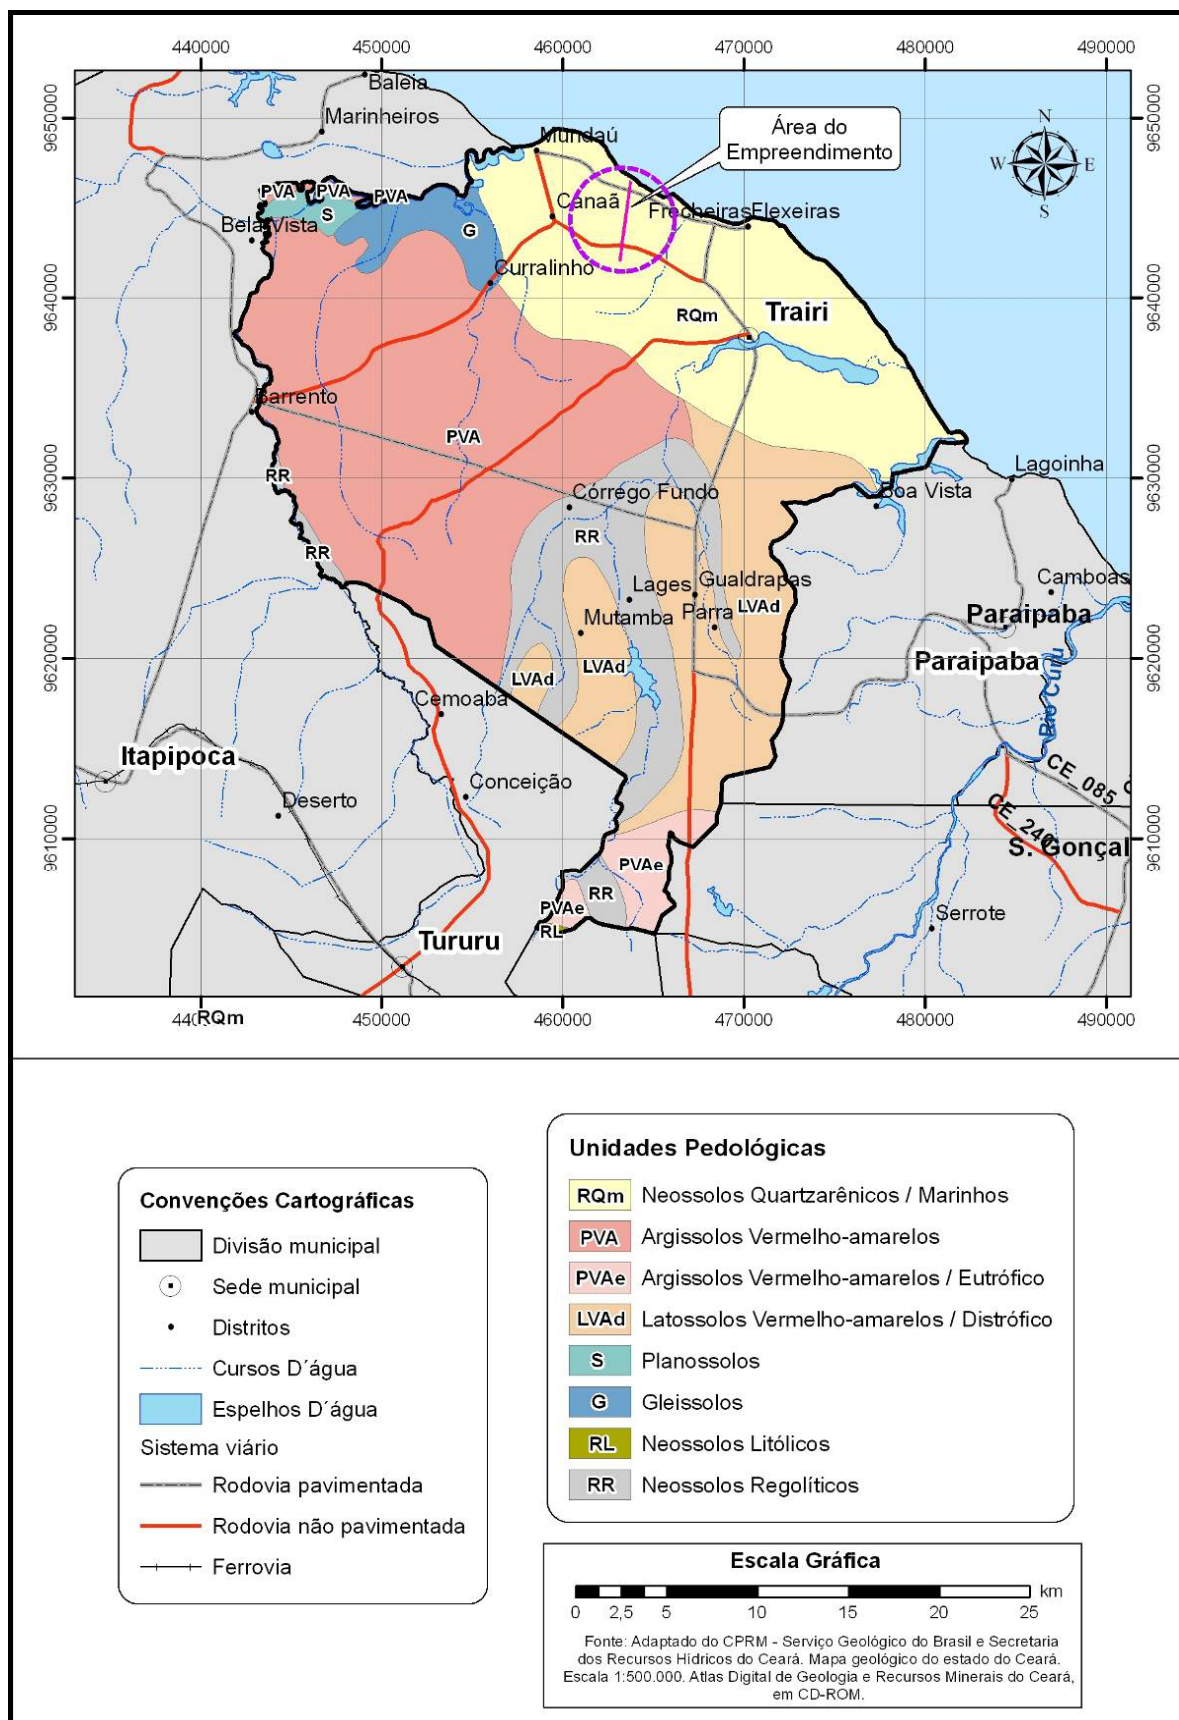 440000 450000 460000 470000 480000 490000
9650000 9650000
Baleia
Marinheiros
Mundaú
Área do
Empreendimento
N
W E
S
PVA PVA PVA
S
Bela Vista
G
Canaã
Frecheiras Flexeiras
Curralinho
9640000 9640000
RQm
Trairi
Barrento
PVA
RR
Lagoinha
9630000 9630000
Córrego Fundo
Boa Vista
RR
RR
Lages
Gualdrapas
Camboas
Mutamba
Parra
LVAd
Paraipaba
9620000 9620000
LVAd
LVAd
Paraipaba
Cemoaba
Rio Curu
Itapipoca
Conceição
CE_085
Deserto
CE_240
9610000 9610000
S. Gonçal
PVAe
RR
PVAe
Serrote
RL
Tururu
RQm
450000 460000 470000 480000 490000
Convenções Cartográficas
Divisão municipal
Sede municipal
Distritos
Cursos D´água
Espelhos D´água
Sistema viário
Rodovia pavimentada
Rodovia não pavimentada
Ferrovia
Unidades Pedológicas
RQm Neossolos Quartzarênicos / Marinhos
PVA Argissolos Vermelho-amarelos
PVAe Argissolos Vermelho-amarelos / Eutrófico
LVAd Latossolos Vermelho-amarelos / Distrófico
S Planossolos
G Gleissolos
RL Neossolos Litólicos
RR Neossolos Regolíticos
Escala Gráfica
km
0 2,5 5 10 15 20 25
Fonte: Adaptado do CPRM - Serviço Geológico do Brasil e Secretaria
dos Recursos Hídricos do Ceará. Mapa geológico do estado do Ceará.
Escala 1:500.000. Atlas Digital de Geologia e Recursos Minerais do Ceará,
em CD-ROM.